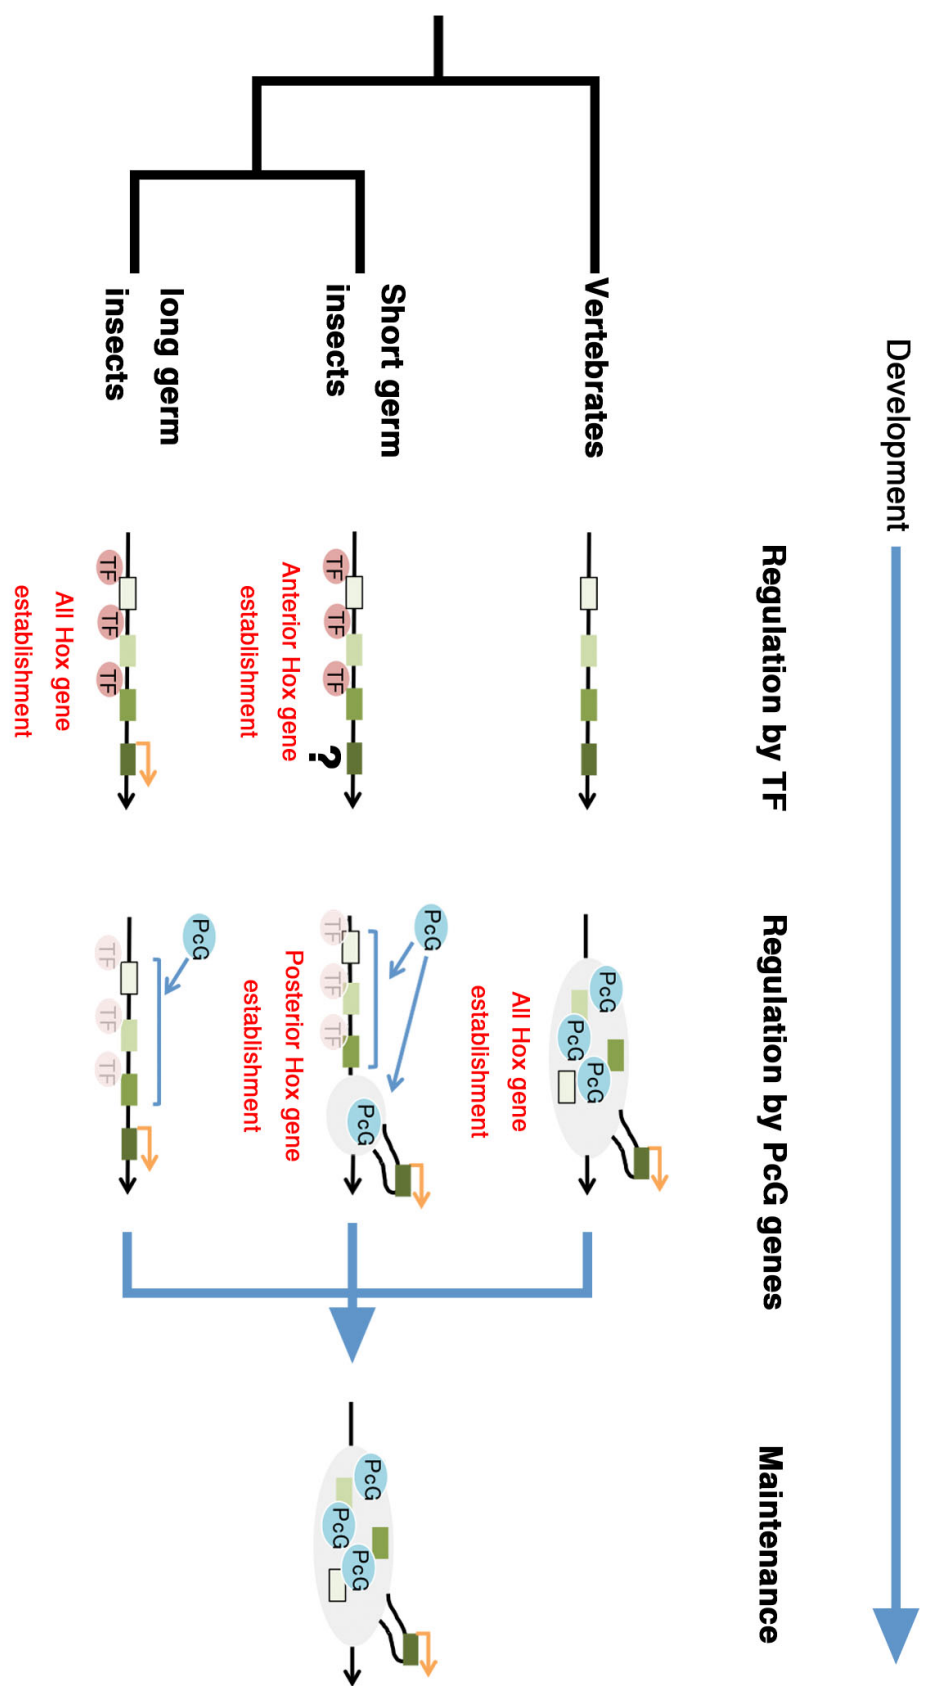 Development
Regulation by TF
Regulation by PcG genes
Maintenance
Vertebrates
PcG
PcG
PcG
All Hox gene
establishment
Short germ
insects
TF
TF
TF
?
Anterior Hox gene
establishment
PcG
TF
TF
TF
PcG
Posterior Hox gene
establishment
PcG
PcG
PcG
long germ
insects
TF
TF
TF
All Hox gene
establishment
PcG
TF
TF
TF